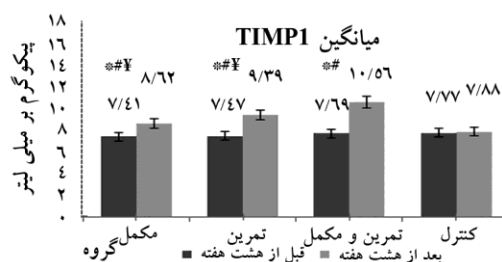 میانگین TIMP1
پیکوگرم بر میلی لیتر
۱۸
۱۶
۱۴
۱۲
۱۰
۸
۶
۴
۲
۰
*#¥ *#¥ *#
۸/۶۲ ۹/۳۹ ۱۰/۵۶ ۷/۸۸
۷/۴۱ ۷/۴۷ ۷/۶۹ ۷/۷۷
مکمل تمرین تمرین و مکمل کنترل
گروه
قبل از هشت هفته بعد از هشت هفته